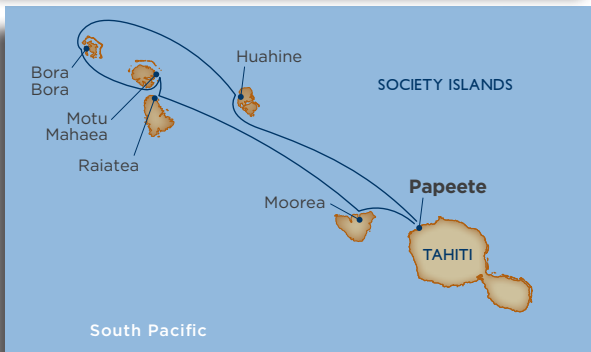 Huahine
Bora
Bora
SOCIETY ISLANDS
Motu
Mahaea
Raiatea
Papeete
Moorea
TAHITI
South Pacific